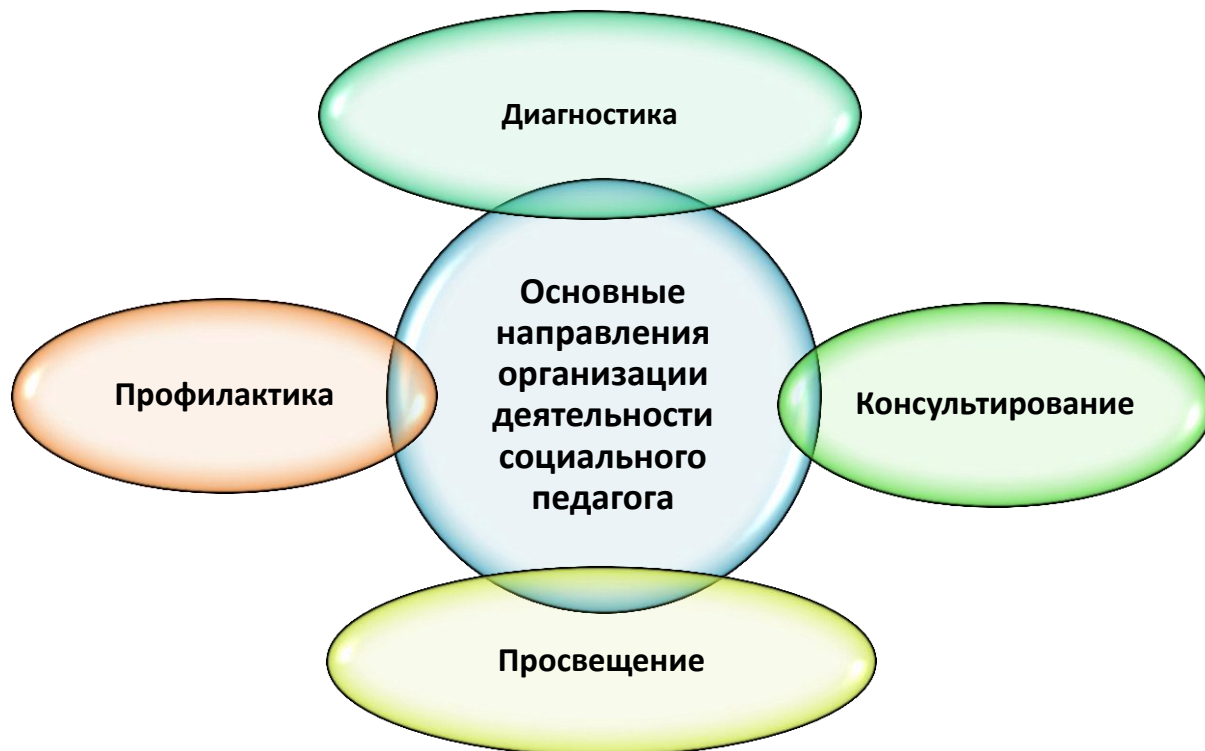 Диагностика
Основные
направления
организации
деятельности
социального
педагога
Профилактика
Консультирование
Просвещение